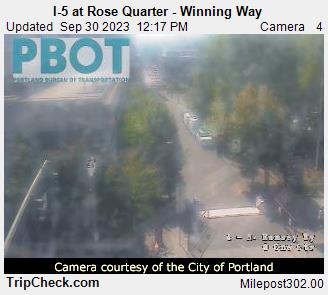 I-5 at Rose Quarter - Winning Way
Updated Sep 30 2023 12:17 PM Camera 4
PBOT
PORTLAND BUREAU OF TRANSPORTATION
Camera courtesy of the City of Portland
TripCheck.com Milepost302.00